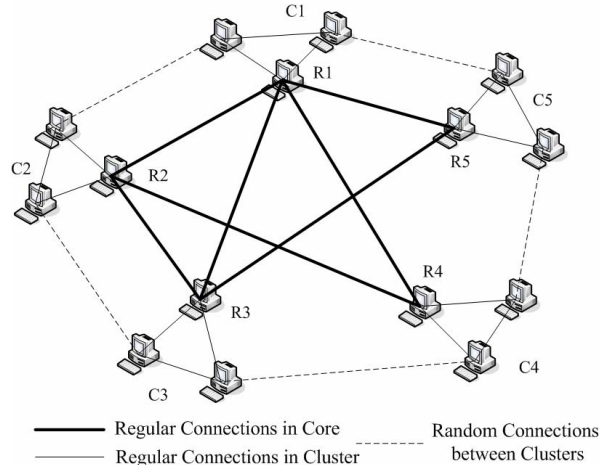 C1
R1
C5
R5
C2
R2
R4
R3
C3
C4
Regular Connections in Core
Regular Connections in Cluster
Random Connections
between Clusters